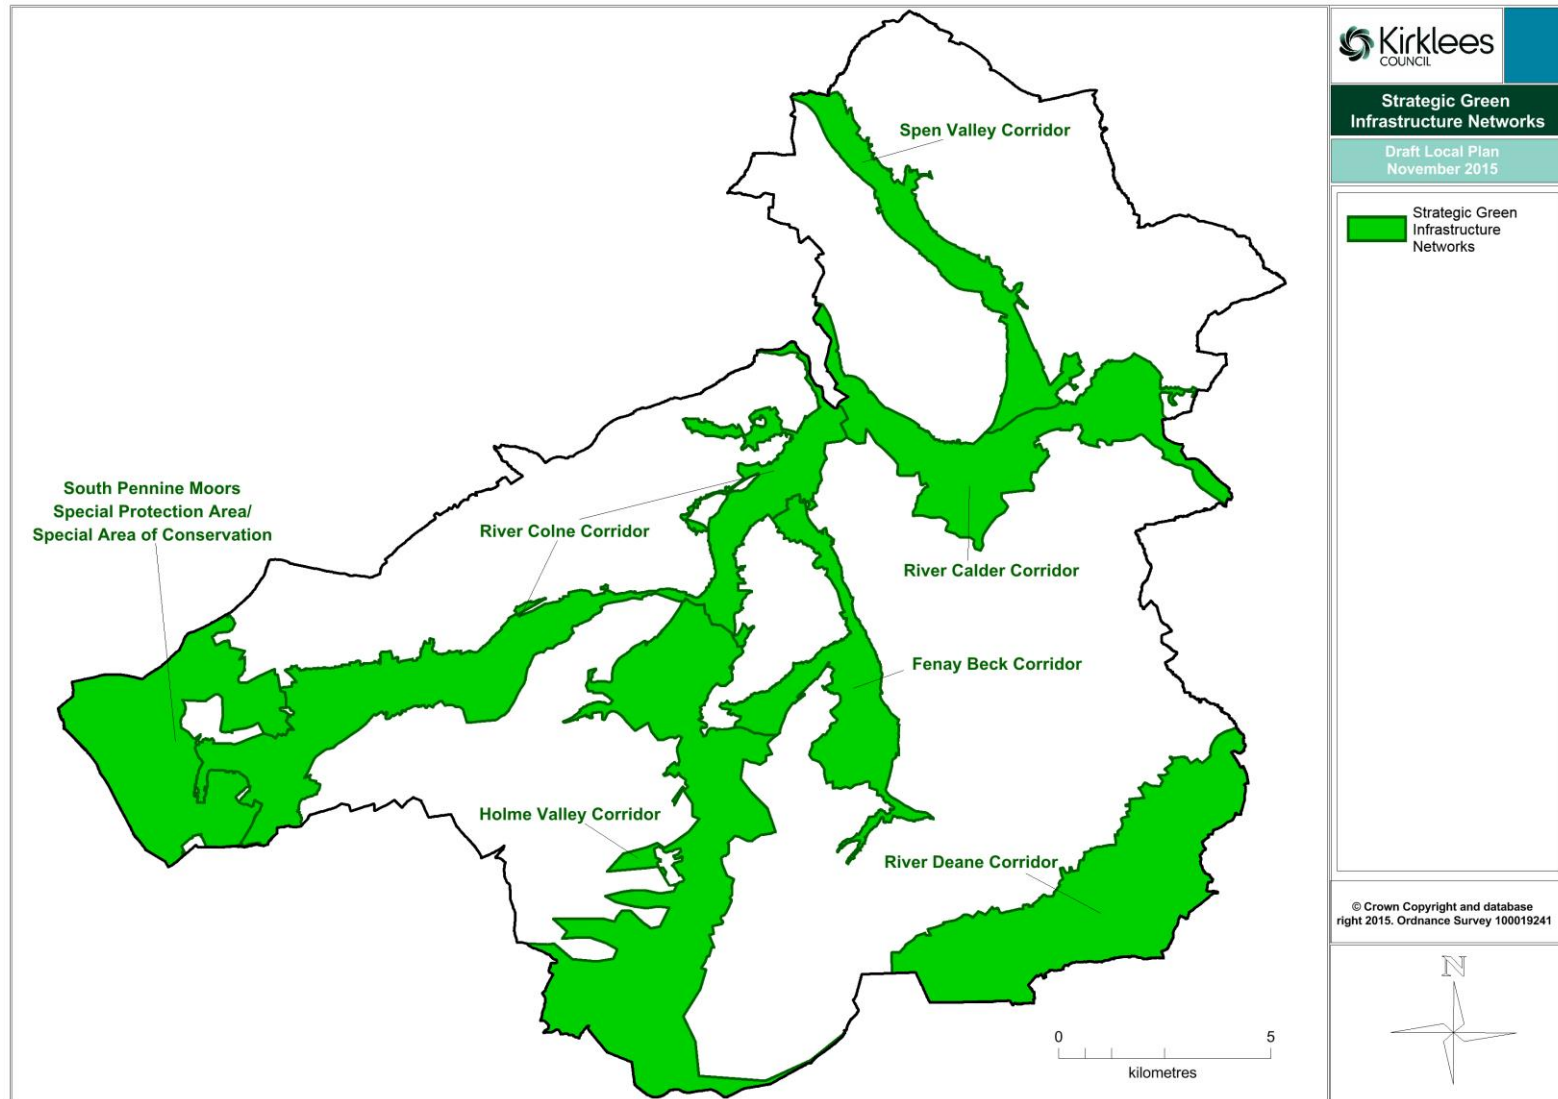 Spen Valley Corridor
South Pennine Moors
Special Protection Area/
Special Area of Conservation
River Colne Corridor
River Calder Corridor
Fenay Beck Corridor
Holme Valley Corridor
River Deane Corridor
0 5
kilometres
Kirklees
COUNCIL
Strategic Green
Infrastructure Networks
Draft Local Plan
November 2015
Strategic Green
Infrastructure
Networks
© Crown Copyright and database
right 2015. Ordnance Survey 100019241
N